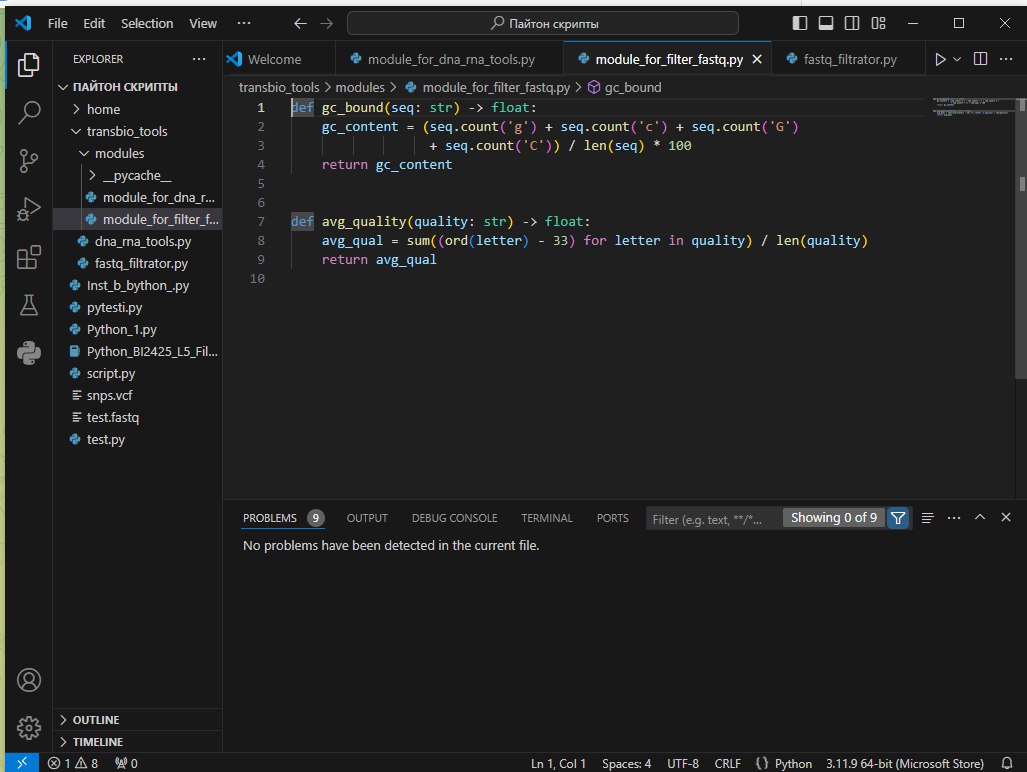 File Edit Selection View ··· Пайтон скрипты
EXPLORER ···
ПАЙТОН СКРИПТЫ
home
transbio_tools
modules
__pycache__
module_for_dna_r...
module_for_filter_f...
dna_rna_tools.py
fastq_filtrator.py
Inst_b_bython_.py
pytesti.py
Python_1.py
Python_BI2425_L5_Fil...
script.py
snps.vcf
test.fastq
test.py
OUTLINE
TIMELINE
Welcome module_for_dna_rna_tools.py module_for_filter_fastq.py fastq_filtrator.py ···
transbio_tools > modules > module_for_filter_fastq.py > gc_bound
1 def gc_bound(seq: str) -> float:
2 gc_content = (seq.count('g') + seq.count('c') + seq.count('G')
3 + seq.count('C')) / len(seq) * 100
4 return gc_content
5
6
7 def avg_quality(quality: str) -> float:
8 avg_qual = sum((ord(letter) - 33) for letter in quality) / len(quality)
9 return avg_qual
10
PROBLEMS 9 OUTPUT DEBUG CONSOLE TERMINAL PORTS Filter (e.g. text, **/*... Showing 0 of 9 ···
No problems have been detected in the current file.
1 8 0 Ln 1, Col 1 Spaces: 4 UTF-8 CRLF {} Python 3.11.9 64-bit (Microsoft Store)